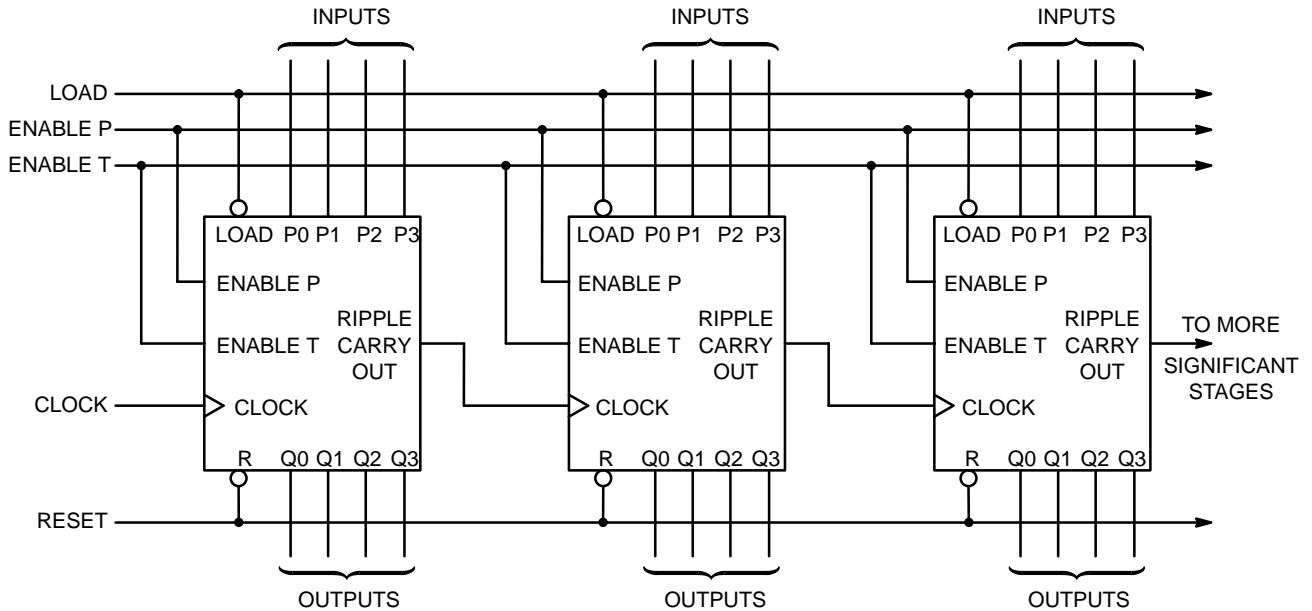 INPUTS INPUTS INPUTS
LOAD
ENABLE P
ENABLE T
LOAD P0 P1 P2 P3 LOAD P0 P1 P2 P3 LOAD P0 P1 P2 P3
ENABLE P ENABLE P ENABLE P
RIPPLE RIPPLE RIPPLE TO MORE
ENABLE T CARRY ENABLE T CARRY ENABLE T CARRY
OUT OUT OUT SIGNIFICANT
STAGES
CLOCK CLOCK CLOCK CLOCK
R Q0 Q1 Q2 Q3 R Q0 Q1 Q2 Q3 R Q0 Q1 Q2 Q3
RESET
OUTPUTS OUTPUTS OUTPUTS